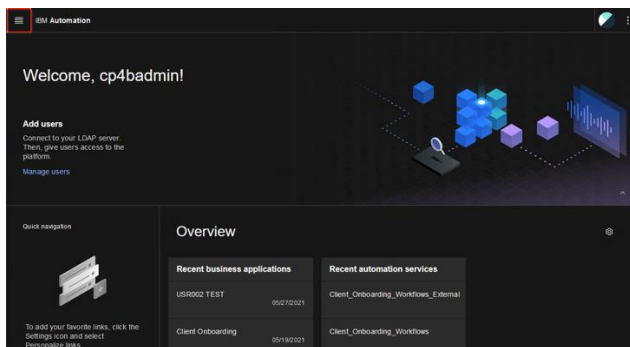 IBM Automation
Welcome, cp4badmin!
Add users
Connect to your LDAP server.
Then, give users access to the
platform.
Manage users
Quick navigation
To add your favorite links, click the
Settings icon and select
Personalize links.
Overview
Recent business applications
USR002 TEST
05/27/2021
Client Onboarding
05/19/2021
Recent automation services
Client_Onboarding_Workflows_External
Client_Onboarding_Workflows